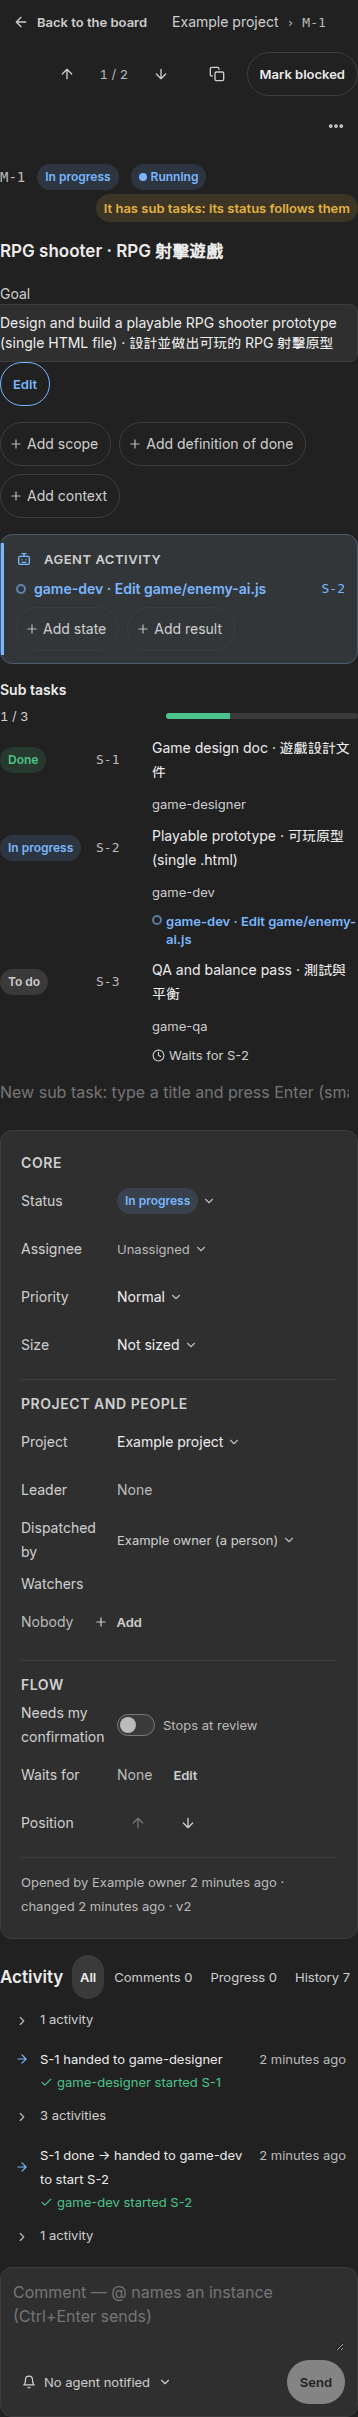 Back to the board
Example project › M-1
1 / 2
Mark blocked
M-1 In progress Running
It has sub tasks: its status follows them
RPG shooter · RPG 射擊遊戲
Goal
Design and build a playable RPG shooter prototype
(single HTML file) · 設計並做出可玩的 RPG 射擊原型
Edit
+ Add scope + Add definition of done
+ Add context
AGENT ACTIVITY
game-dev · Edit game/enemy-ai.js S-2
+ Add state + Add result
Sub tasks
1 / 3
Done S-1 Game design doc · 遊戲設計文
件
game-designer
In progress S-2 Playable prototype · 可玩原型
(single .html)
game-dev
game-dev · Edit game/enemy-
ai.js
To do S-3 QA and balance pass · 測試與
平衡
game-qa
Waits for S-2
New sub task: type a title and press Enter (sma
CORE
Status In progress
Assignee Unassigned
Priority Normal
Size Not sized
PROJECT AND PEOPLE
Project Example project
Leader None
Dispatched
by
Example owner (a person)
Watchers
Nobody + Add
FLOW
Needs my
confirmation
Stops at review
Waits for None Edit
Position ↑ ↓
Opened by Example owner 2 minutes ago ·
changed 2 minutes ago · v2
Activity All Comments 0 Progress 0 History 7
1 activity
S-1 handed to game-designer 2 minutes ago
✓ game-designer started S-1
3 activities
S-1 done → handed to game-dev 2 minutes ago
to start S-2
✓ game-dev started S-2
1 activity
Comment — @ names an instance
(Ctrl+Enter sends)
No agent notified
Send